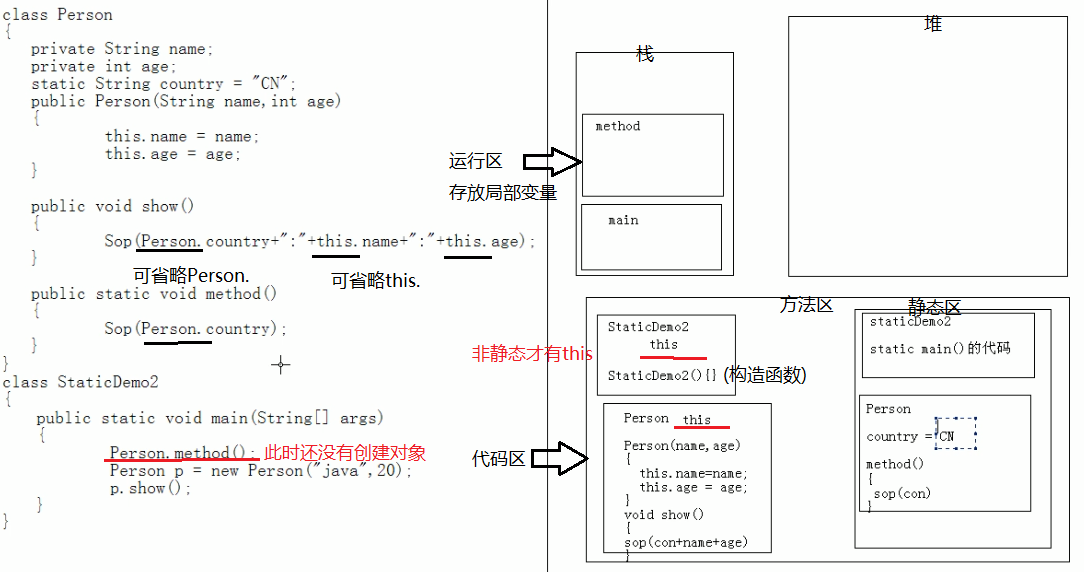 class Person
{
private String name;
private int age;
static String country = "CN";
public Person(String name,int age)
{
this.name = name;
this.age = age;
}
public void show()
{
Sop(Person.country+":"+this.name+":"+this.age);
}
可省略Person.
可省略this.
public static void method()
{
Sop(Person.country);
}
}
class StaticDemo2
{
public static void main(String[] args)
{
Person.method(); 此时还没有创建对象
Person p = new Person("java",20);
p.show();
}
}
栈
method
main
运行区
存放局部变量
堆
方法区
StaticDemo2
this
非静态才有this
StaticDemo2(){} (构造函数)
代码区
Person this
Person(name,age)
{
this.name=name;
this.age = age;
}
void show()
{
sop(con+name+age)
}
静态区
staticDemo2
static main()的代码
Person
country = CN
method()
{
sop(con)
}